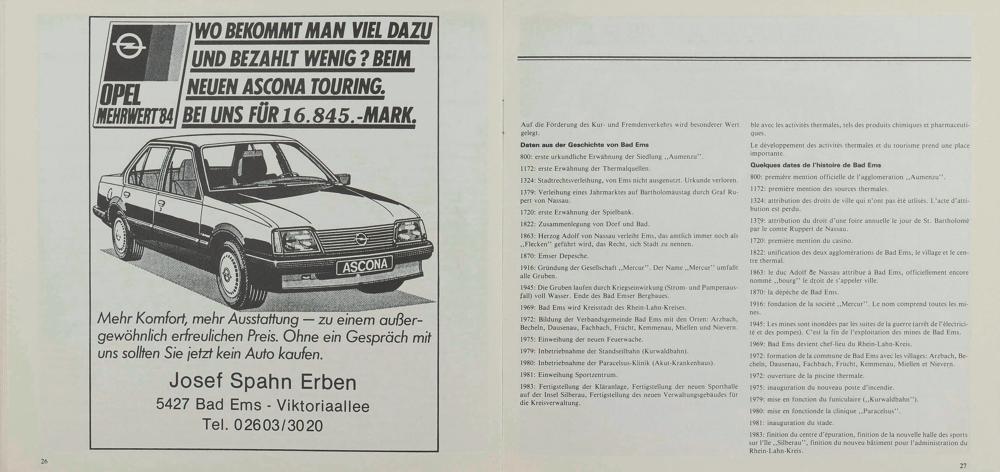 OPEL
MEHRWERT'84
WO BEKOMMT MAN VIEL DAZU
UND BEZAHLT WENIG? BEIM
NEUEN ASCONA TOURING.
BEI UNS FÜR 16.845.-MARK.
ASCONA
Mehr Komfort, mehr Ausstattung – zu einem außer-
gewöhnlich erfreulichen Preis. Ohne ein Gespräch mit
uns sollten Sie jetzt kein Auto kaufen.
Josef Spahn Erben
5427 Bad Ems - Viktoriaallee
Tel. 02603/3020
26
Auf die Förderung des Kur- und Fremdenverkehrs wird besonderer Wert
gelegt.
Daten aus der Geschichte von Bad Ems
800: erste urkundliche Erwähnung der Siedlung ,,Aumenzu".
1172: erste Erwähnung der Thermalquellen.
1324: Stadtrechtsverleihung, von Ems nicht ausgenutzt. Urkunde verloren.
1379: Verleihung eines Jahrmarktes auf Bartholomäustag durch Graf Ru-
pert von Nassau.
1720: erste Erwähnung der Spielbank.
1822: Zusammenlegung von Dorf und Bad.
1863: Herzog Adolf von Nassau verleiht Ems, das amtlich immer noch als
,,Flecken" geführt wird, das Recht, sich Stadt zu nennen.
1870: Emser Depesche.
1916: Gründung der Gesellschaft ,,Mercur". Der Name ,,Mercur" umfaßt
alle Gruben.
1945: Die Gruben laufen durch Kriegseinwirkung (Strom- und Pumpenaus-
fall) voll Wasser. Ende des Bad Emser Bergbaues.
1969: Bad Ems wird Kreisstadt des Rhein-Lahn-Kreises.
1972: Bildung der Verbandsgemeinde Bad Ems mit den Orten: Arzbach,
Becheln, Dausenau, Fachbach, Frücht, Kemmenau, Miellen und Nievern.
1975: Einweihung der neuen Feuerwache.
1979: Inbetriebnahme der Standseilbahn (Kurwaldbahn).
1980: Inbetriebnahme der Paracelsus-Klinik (Akut-Krankenhaus).
1981: Einweihung Sportzentrum.
1983: Fertigstellung der Kläranlage, Fertigstellung der neuen Sporthalle
auf der Insel Silberau, Fertigstellung des neuen Verwaltungsgebäudes für
die Kreisverwaltung.
ble avec les activités thermales, tels des produits chimiques et pharmaceuti-
ques.
Le développement des activités thermales et du tourisme prend une place
importante.
Quelques dates de l'histoire de Bad Ems
800: première mention officielle de l'agglomeration ,,Aumenzu".
1172: première mention des sources thermales.
1324: attribution des droits de ville qui n'ont pas été utlisés. L'acte d'attri-
bution est perdu.
1379: attribution du droit d'une foire annuelle le jour de St. Bartholomé
par le comte Ruppert de Nassau.
1720: première mention du casino.
1822: unification des deux agglomérations de Bad Ems, le village et le cen-
tre thermal.
1863: le duc Adolf de Nassau attribue à Bad Ems, officiellement encore
nommé ,,bourg" le droit de s'appeler ville.
1870: la dépêche de Bad Ems.
1916: fondation de la société ,,Mercur". Le nom comprend toutes les mi-
nes.
1945: Les mines sont inondées par les suites de la guerre (arrêt de l'électrici-
té et des pompes). C'est la fin de l'exploitation des mines de Bad Ems.
1969: Bad Ems devient chef-lieu du Rhein-Lahn-Kreis.
1972: formation de la commune de Bad Ems avec les villages: Arzbach, Be-
cheln, Dausenau, Fachbach, Frücht, Kemmenau, Miellen et Nievern.
1972: ouverture de la piscine thermale.
1975: inauguration du nouveau poste d'incendie.
1979: mise en fonction du funiculaire (,,Kurwaldbahn").
1980: mise en fonctionde la clinique ,,Paracelsus".
1981: inauguration du stade.
1983: finition du centre d'épuration, finition de la nouvelle halle des sports
sur l'île ,,Silberau", finition du nouveu bâtiment pour l'administration du
Rhein-Lahn-Kreis.
27